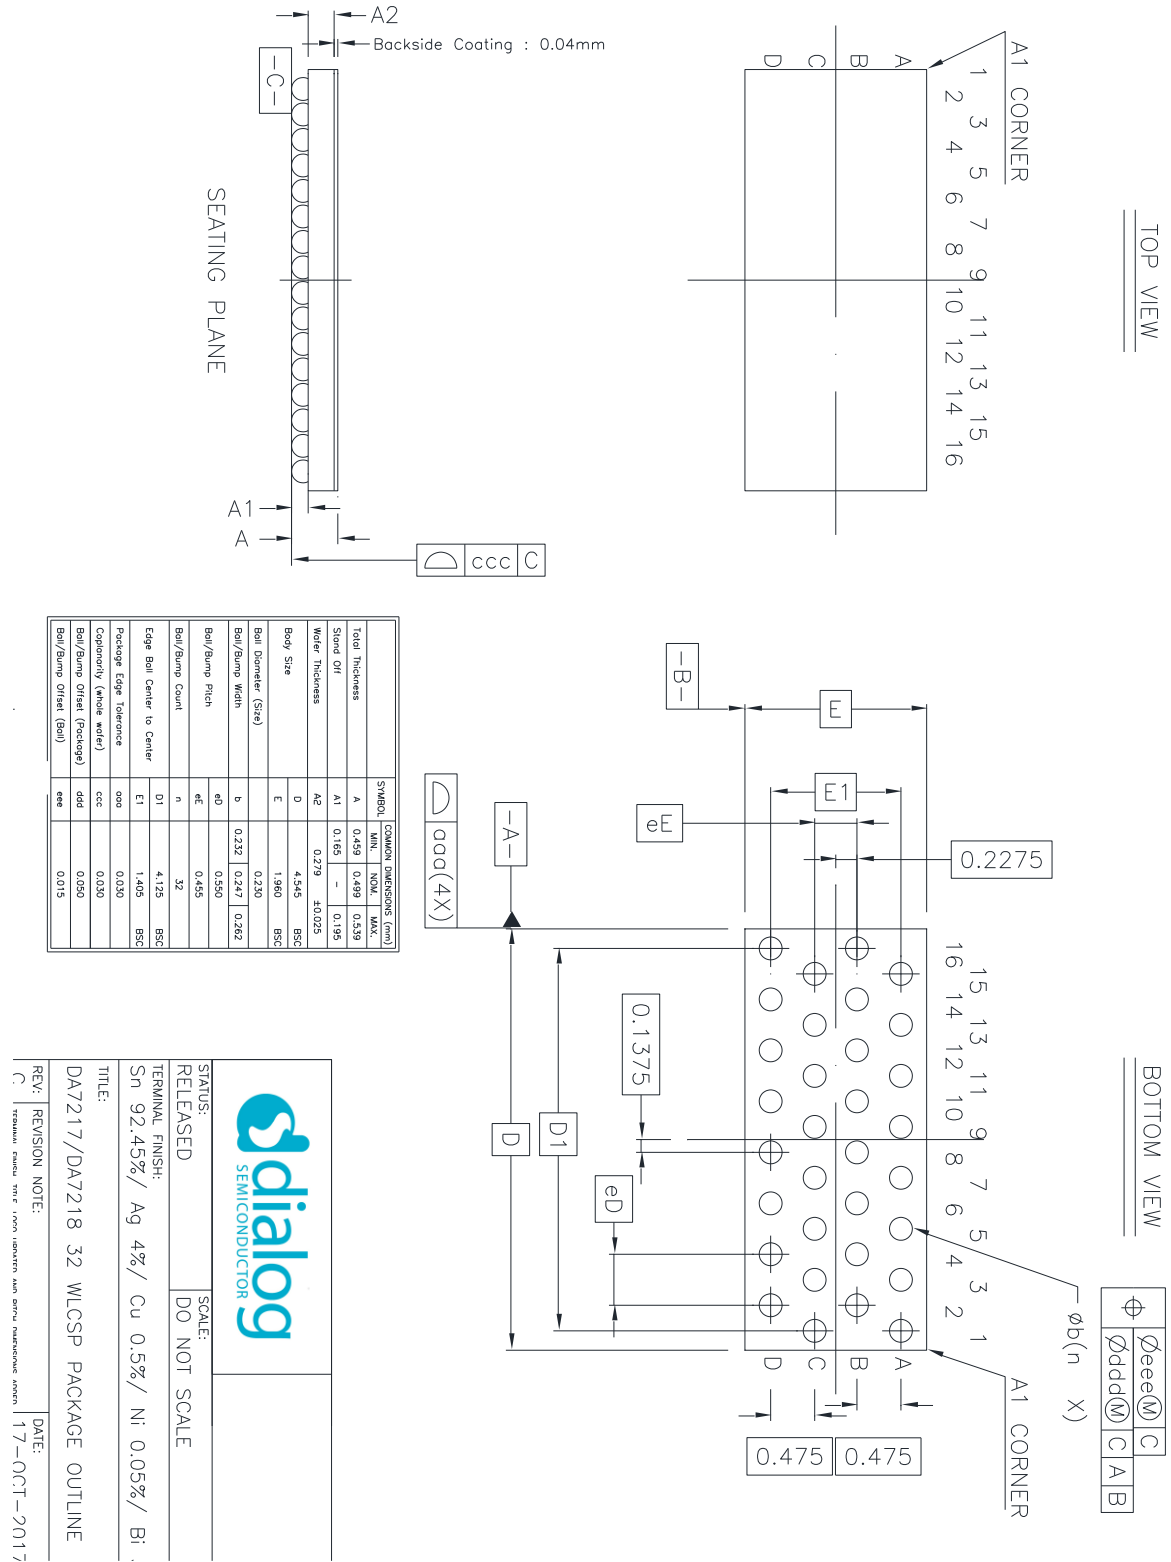 TOP VIEW
A1 CORNER
1 3 5 7 9 11 13 15
2 4 6 8 10 12 14 16
A
B
C
D
A2
Backside Coating : 0.04mm
-C-
SEATING PLANE
A1
A
ccc C
BOTTOM VIEW
Øeee Ⓜ C
Øddd Ⓜ C A B
Øb(n X)
A1 CORNER
15 13 11 9 7 5 3 1
16 14 12 10 8 6 4 2
A
B
C
D
0.475
0.475
0.2275
E
E1
eE
-B-
-A-
aaa(4X)
0.1375
eD
D1
D
SYMBOL COMMON DIMENSIONS (mm)
MIN. NOM. MAX.
Total Thickness A 0.459 0.499 0.539
Stand Off A1 0.165 – 0.195
Wafer Thickness A2 0.279 ±0.025
Body Size D 4.545 BSC
E 1.960 BSC
Ball Diameter (Size) 0.230
Ball/Bump Width b 0.232 0.247 0.262
Ball/Bump Pitch eD 0.550
eE 0.455
Ball/Bump Count n 32
Edge Ball Center to Center D1 4.125 BSC
E1 1.405 BSC
Package Edge Tolerance aaa 0.030
Coplanarity (whole wafer) ccc 0.030
Ball/Bump Offset (Package) ddd 0.050
Ball/Bump Offset (Ball) eee 0.015
dialog
SEMICONDUCTOR
STATUS:
RELEASED
SCALE:
DO NOT SCALE
TERMINAL FINISH:
Sn 92.45%/ Ag 4%/ Cu 0.5%/ Ni 0.05%/ Bi
TITLE:
DA7217/DA7218 32 WLCSP PACKAGE OUTLINE
REV:
C
REVISION NOTE:
DATE:
17-OCT-2017